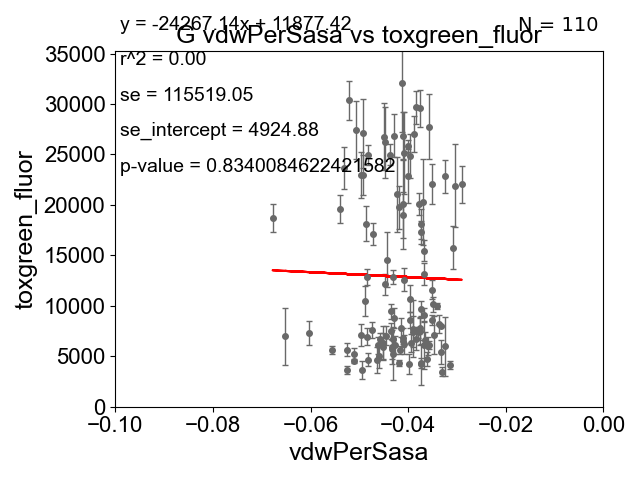 y = -24267.14x + 11877.42
N = 110
G vdwPerSasa vs toxgreen_fluor
r^2 = 0.00
se = 115519.05
se_intercept = 4924.88
p-value = 0.8340084622421582
35000
30000
25000
20000
15000
10000
5000
0
toxgreen_fluor
−0.10
−0.08
−0.06
−0.04
−0.02
0.00
vdwPerSasa